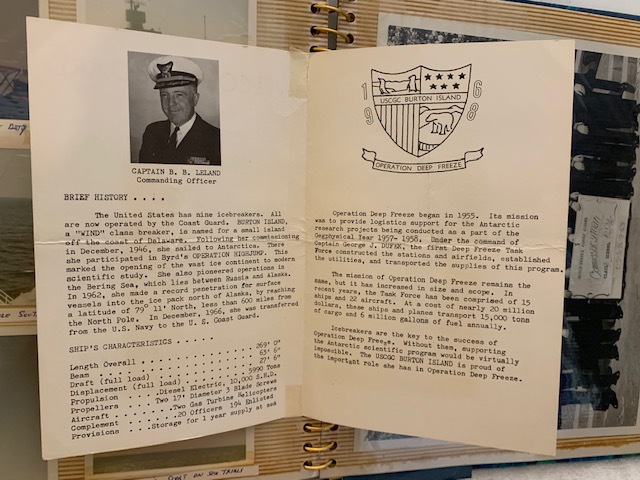 CAPTAIN B. B. LELAND
Commanding Officer
BRIEF HISTORY . . . .
The United States has nine icebreakers. All
are now operated by the Coast Guard. BURTON ISLAND,
a "WIND" class breaker, is named for a small island
off the coast of Delaware. Following her commissioning
in December, 1946, she sailed to Antarctica. There
she participated in Byrd's OPERATION HIGHJUMP. This
marked the opening of the vast ice continent to modern
scientific study. She also pioneered operations in
the Bering Sea, which lies between Russia and Alaska.
In 1962, she made a record penetration for surface
vessels into the ice pack north of Alaska, by reaching
a latitude of 79° 11' North, less than 600 miles from
the North Pole. In December, 1966, she was transferred
from the U.S. Navy to the U. S. Coast Guard.
SHIP'S CHARACTERISTICS . . . .
Length Overall . . . . . . . . . . . . . 269' 0"
Beam . . . . . . . . . . . . . . . . . . 63' 6"
Draft (full load) . . . . . . . . . . . 27' 6"
Displacement (full load) . . . . . . 5990 Tons
Propulsion . . . . .Diesel Electric, 10,000 S.H.P.
Propellers . . . Two 17' Diameter 3 Blade Screws
Aircraft . . . . . .Two Gas Turbine Helicopters
Complement . . . . . .20 Officers 194 Enlisted
Provisions . . . . .Storage for 1 year supply at sea
1968
USCGC BURTON ISLAND
OPERATION DEEP FREEZE
Operation Deep Freeze began in 1955. Its mission
was to provide logistics support for the Antarctic
research projects being conducted as a part of the
Geophysical Year 1957- 1958. Under the command of
Captain George J. DUFEK, the first Deep Freeze Task
Force constructed the stations and airfields, established
the utilities, and transported the supplies of this program.
The mission of Operation Deep Freeze remains the
same, but it has increased in size and scope. In
recent years, the Task Force has been comprised of 15
ships and 22 aircraft. At a cost of nearly 20 million
dollars, these ships and planes transport 15,000 tons
of cargo and 6 million gallons of fuel annually.
Icebreakers are the key to the success of
Operation Deep Freeze. Without them, supporting
the Antarctic scientific program would be virtually
impossible. The USCGC BURTON ISLAND is proud of
the important role she has in Operation Deep Freeze.
ON SEA TRIALS